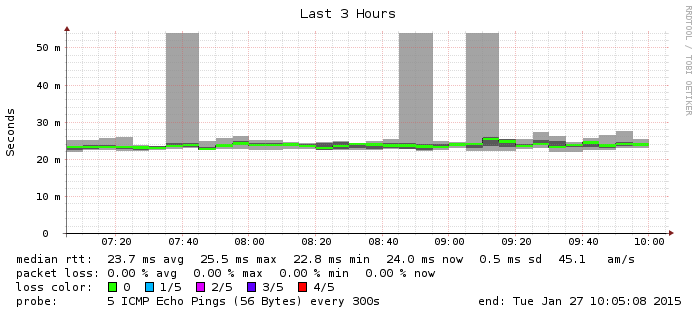 Last 3 Hours
RRDTOOL / TOBI OETIKER
Seconds
50 m
40 m
30 m
20 m
10 m
0
07:20 07:40 08:00 08:20 08:40 09:00 09:20 09:40 10:00
median rtt: 23.7 ms avg 25.5 ms max 22.8 ms min 24.0 ms now 0.5 ms sd 45.1 am/s
packet loss: 0.00 % avg 0.00 % max 0.00 % min 0.00 % now
loss color: 0 1/5 2/5 3/5 4/5
probe: 5 ICMP Echo Pings (56 Bytes) every 300s end: Tue Jan 27 10:05:08 2015